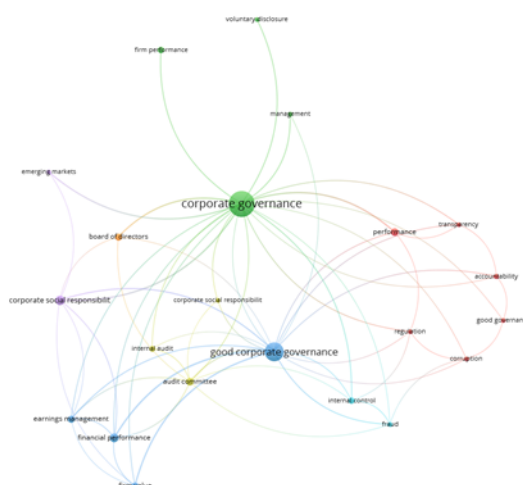 voluntary disclosure
firm performance
management
emerging markets
corporate governance
transparency
performance
board of directors
accountability
corporate social responsibilit
corporate social responsibilit
good governan
regulation
internal audit
good corporate governance
corruption
audit committee
internal control
earnings management
fraud
financial performance